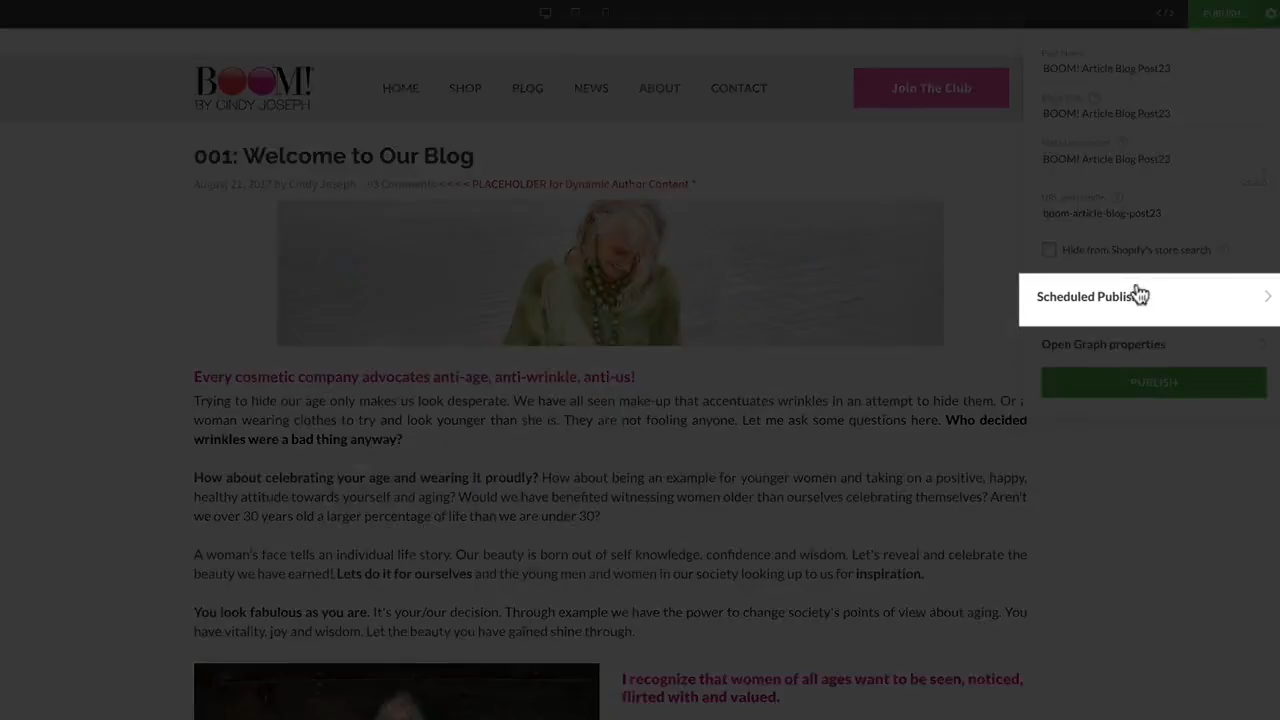 </> PUBLISH
BOOM!
BY CINDY JOSEPH
HOME SHOP BLOG NEWS ABOUT CONTACT
Join The Club
001: Welcome to Our Blog
August 21, 2017 by Cindy Joseph 43 Comments <<<< PLACEHOLDER for Dynamic Author Content *
Every cosmetic company advocates anti-age, anti-wrinkle, anti-us!
Trying to hide our age only makes us look desperate. We have all seen make-up that accentuates wrinkles in an attempt to hide them. Or
woman wearing clothes to try and look younger than she is. They are not fooling anyone. Let me ask some questions here. Who decided
wrinkles were a bad thing anyway?
How about celebrating your age and wearing it proudly? How about being an example for younger women and taking on a positive, happy,
healthy attitude towards yourself and aging? Would we have benefited witnessing women older than ourselves celebrating themselves? Aren't
we over 30 years old a larger percentage of life than we are under 30?
A woman's face tells an individual life story. Our beauty is born out of self knowledge, confidence and wisdom. Let's reveal and celebrate the
beauty we have earned! Lets do it for ourselves and the young men and women in our society looking up to us for inspiration.
You look fabulous as you are. It's your/our decision. Through example we have the power to change society's points of view about aging. You
have vitality, joy and wisdom. Let the beauty you have gained shine through.
I recognize that women of all ages want to be seen, noticed,
flirted with and valued.
BOOM! Article Blog Post23
BOOM! Article Blog Post23
BOOM! Article Blog Post23
boom-article-blog-post23
Hide from Shopify's store search
Scheduled Publis
Open Graph properties
PUBLISH